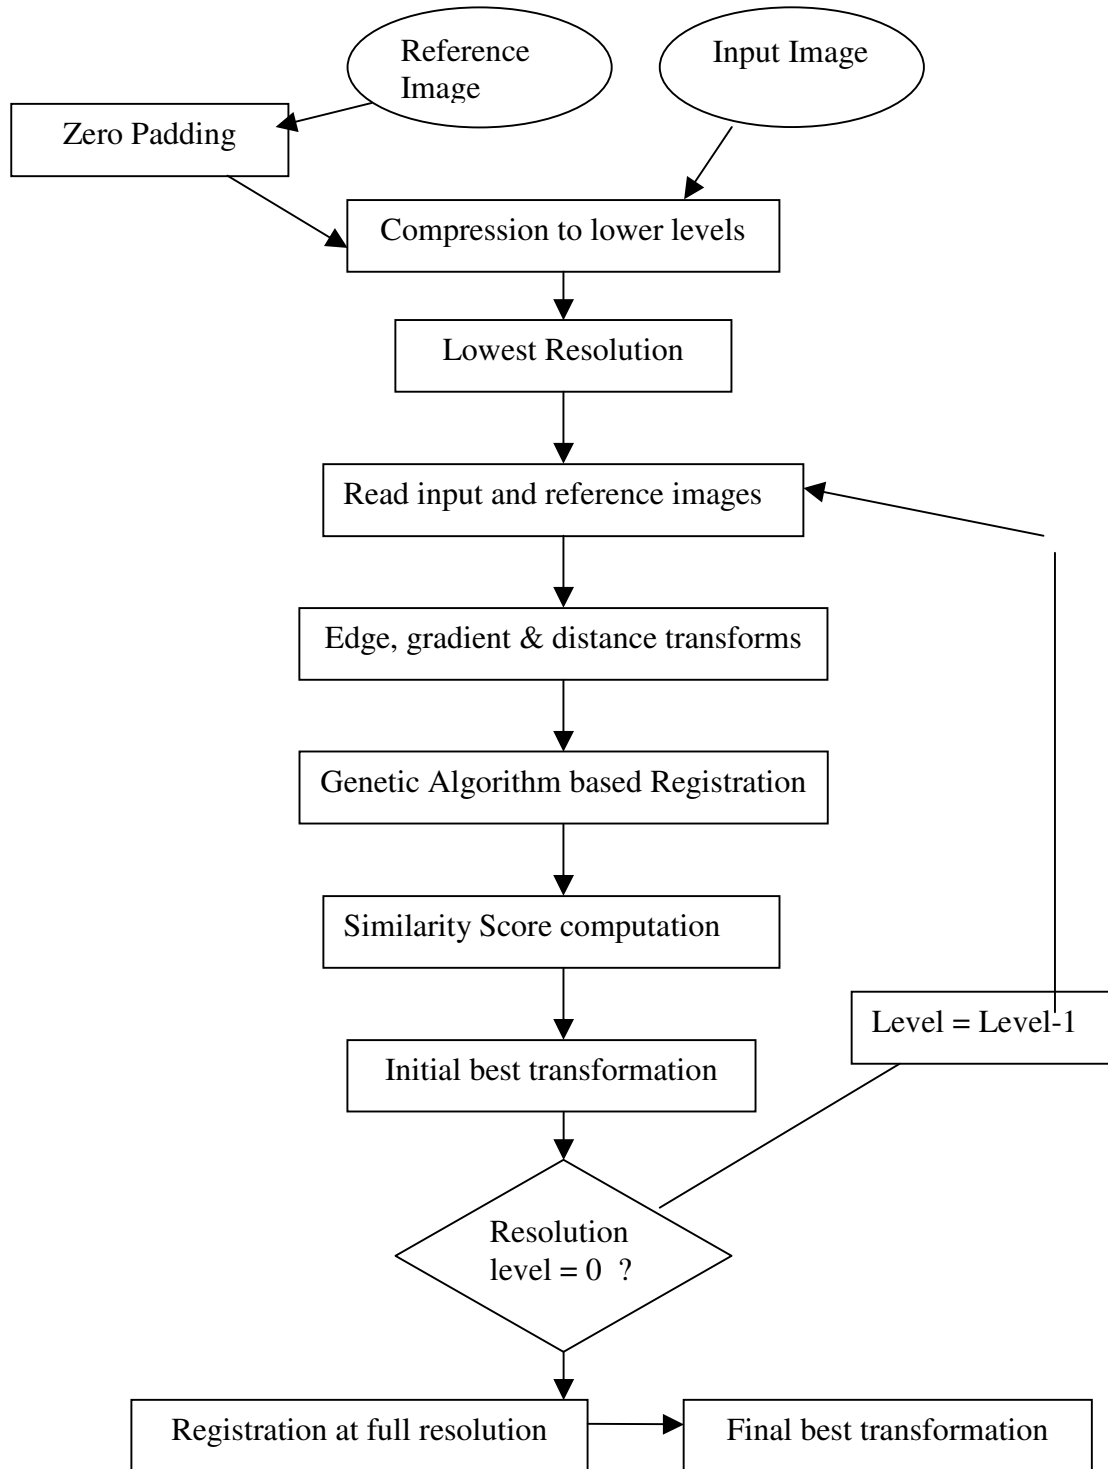 Reference
Image
Input Image
Zero Padding
Compression to lower levels
Lowest Resolution
Read input and reference images
Edge, gradient & distance transforms
Genetic Algorithm based Registration
Similarity Score computation
Level = Level-1
Initial best transformation
Resolution
level = 0 ?
Registration at full resolution
Final best transformation